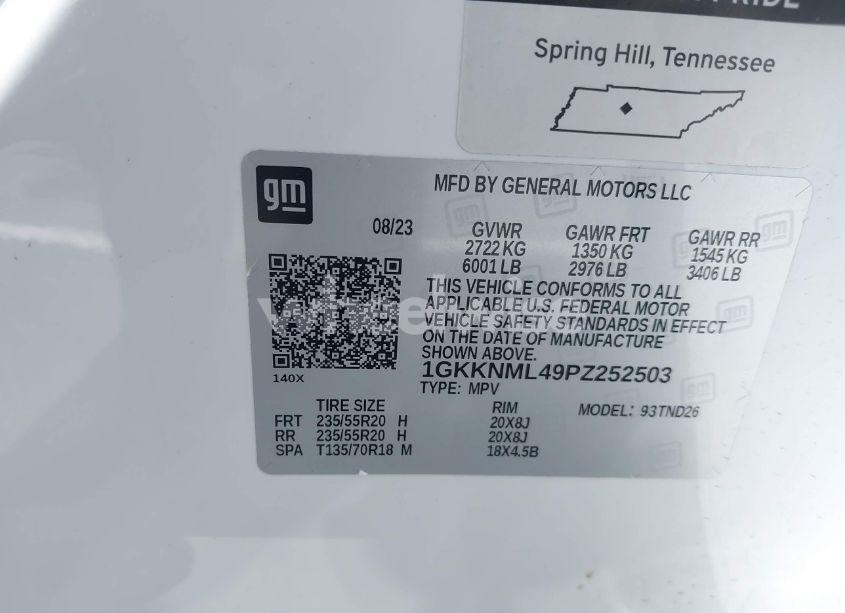 PRIDE
Spring Hill, Tennessee
gm
MFD BY GENERAL MOTORS LLC
08/23
GVWR GAWR FRT GAWR RR
2722 KG 1350 KG 1545 KG
6001 LB 2976 LB 3406 LB
THIS VEHICLE CONFORMS TO ALL
APPLICABLE U.S. FEDERAL MOTOR
VEHICLE SAFETY STANDARDS IN EFFECT
ON THE DATE OF MANUFACTURE
SHOWN ABOVE.
1GKKNML49PZ252503
140X
TYPE: MPV
TIRE SIZE RIM MODEL: 93TND26
FRT 235/55R20 H 20X8J
RR 235/55R20 H 20X8J
SPA T135/70R18 M 18X4.5B